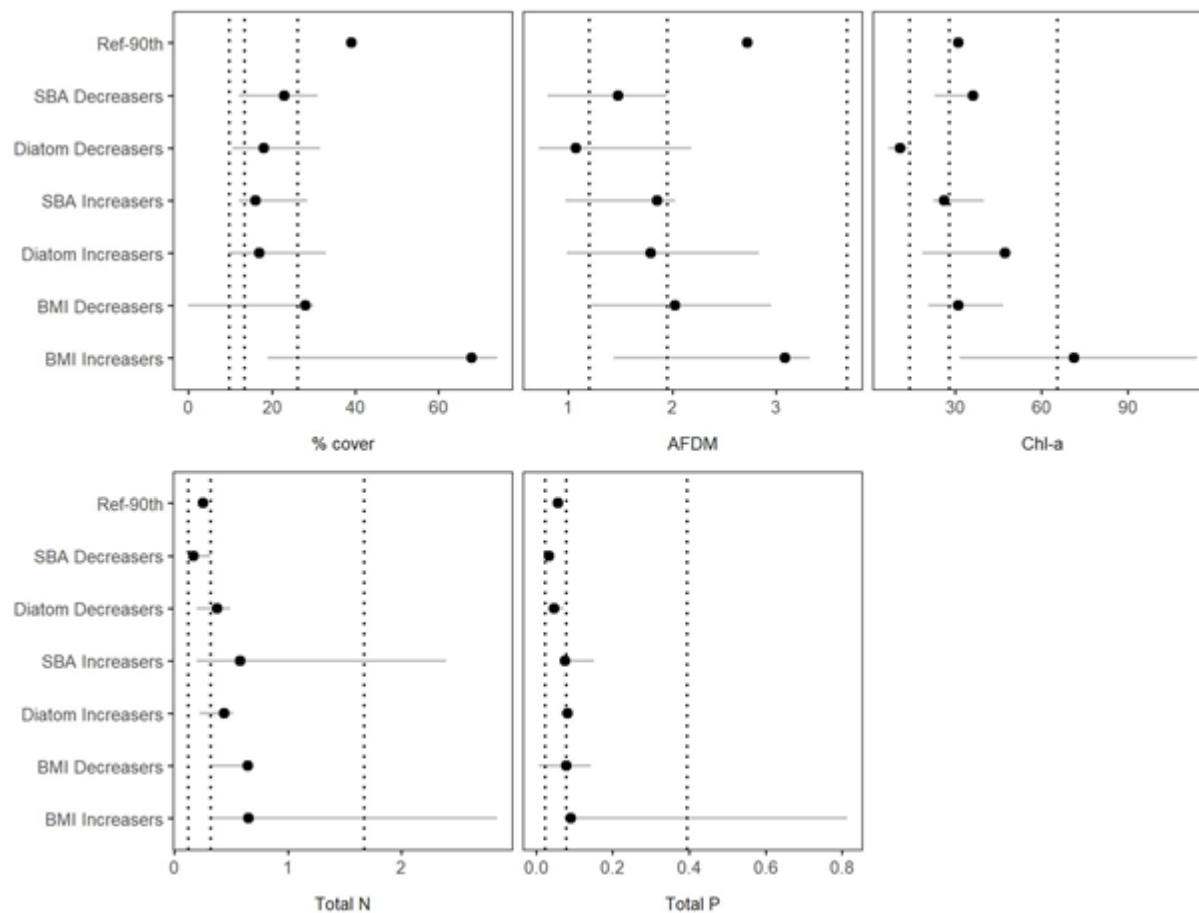 Ref-90th
SBA Decreasers
Diatom Decreasers
SBA Increasers
Diatom Increasers
BMI Decreasers
BMI Increasers
0 20 40 60
1 2 3
30 60 90
% cover
AFDM
Chl-a
Ref-90th
SBA Decreasers
Diatom Decreasers
SBA Increasers
Diatom Increasers
BMI Decreasers
BMI Increasers
0 1 2
0.0 0.2 0.4 0.6 0.8
Total N
Total P